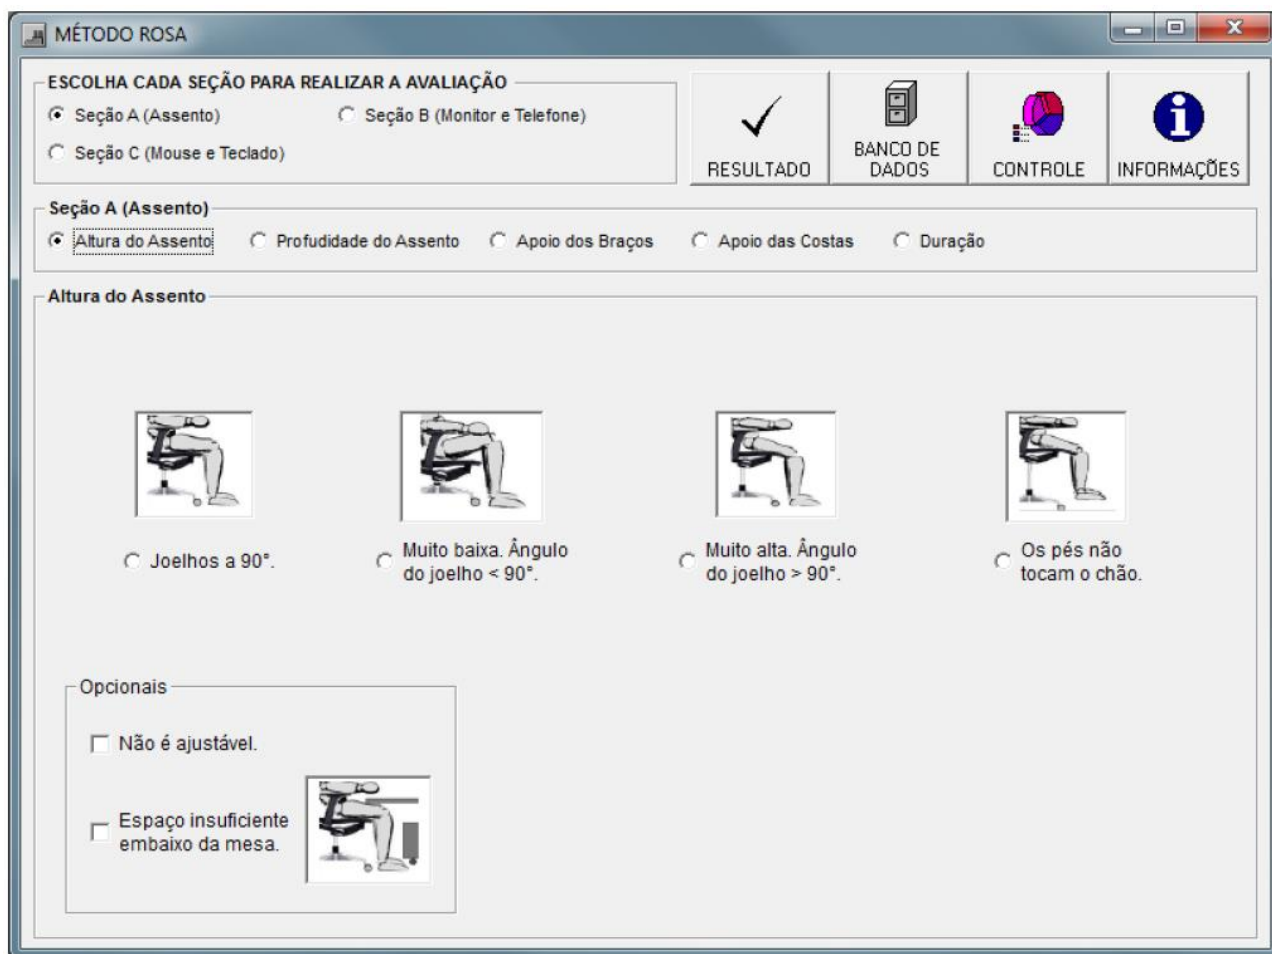 MÉTODO ROSA
ESCOLHA CADA SEÇÃO PARA REALIZAR A AVALIAÇÃO
Seção A (Assento)
Seção B (Monitor e Telefone)
Seção C (Mouse e Teclado)
RESULTADO
BANCO DE
DADOS
CONTROLE
INFORMAÇÕES
Seção A (Assento)
Altura do Assento
Profudidade do Assento
Apoio dos Braços
Apoio das Costas
Duração
Altura do Assento
Joelhos a 90°.
Muito baixa. Ângulo
do joelho < 90°.
Muito alta. Ângulo
do joelho > 90°.
Os pés não
tocam o chão.
Opcionais
Não é ajustável.
Espaço insuficiente
embaixo da mesa.